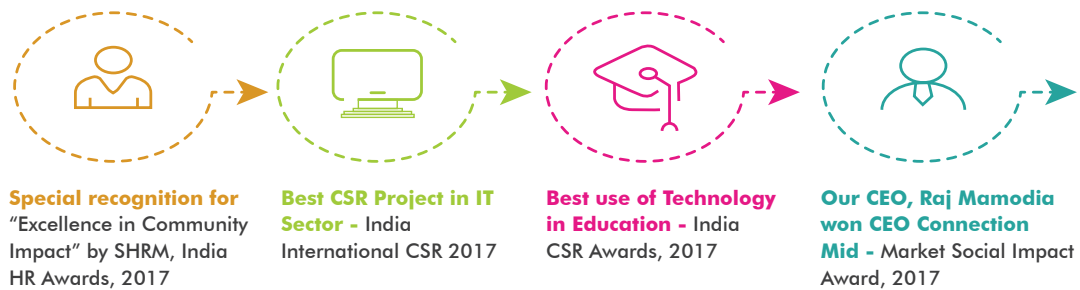 Special recognition for
“Excellence in Community
Impact” by SHRM, India
HR Awards, 2017
Best CSR Project in IT
Sector - India
International CSR 2017
Best use of Technology
in Education - India
CSR Awards, 2017
Our CEO, Raj Mamodia
won CEO Connection
Mid - Market Social Impact
Award, 2017